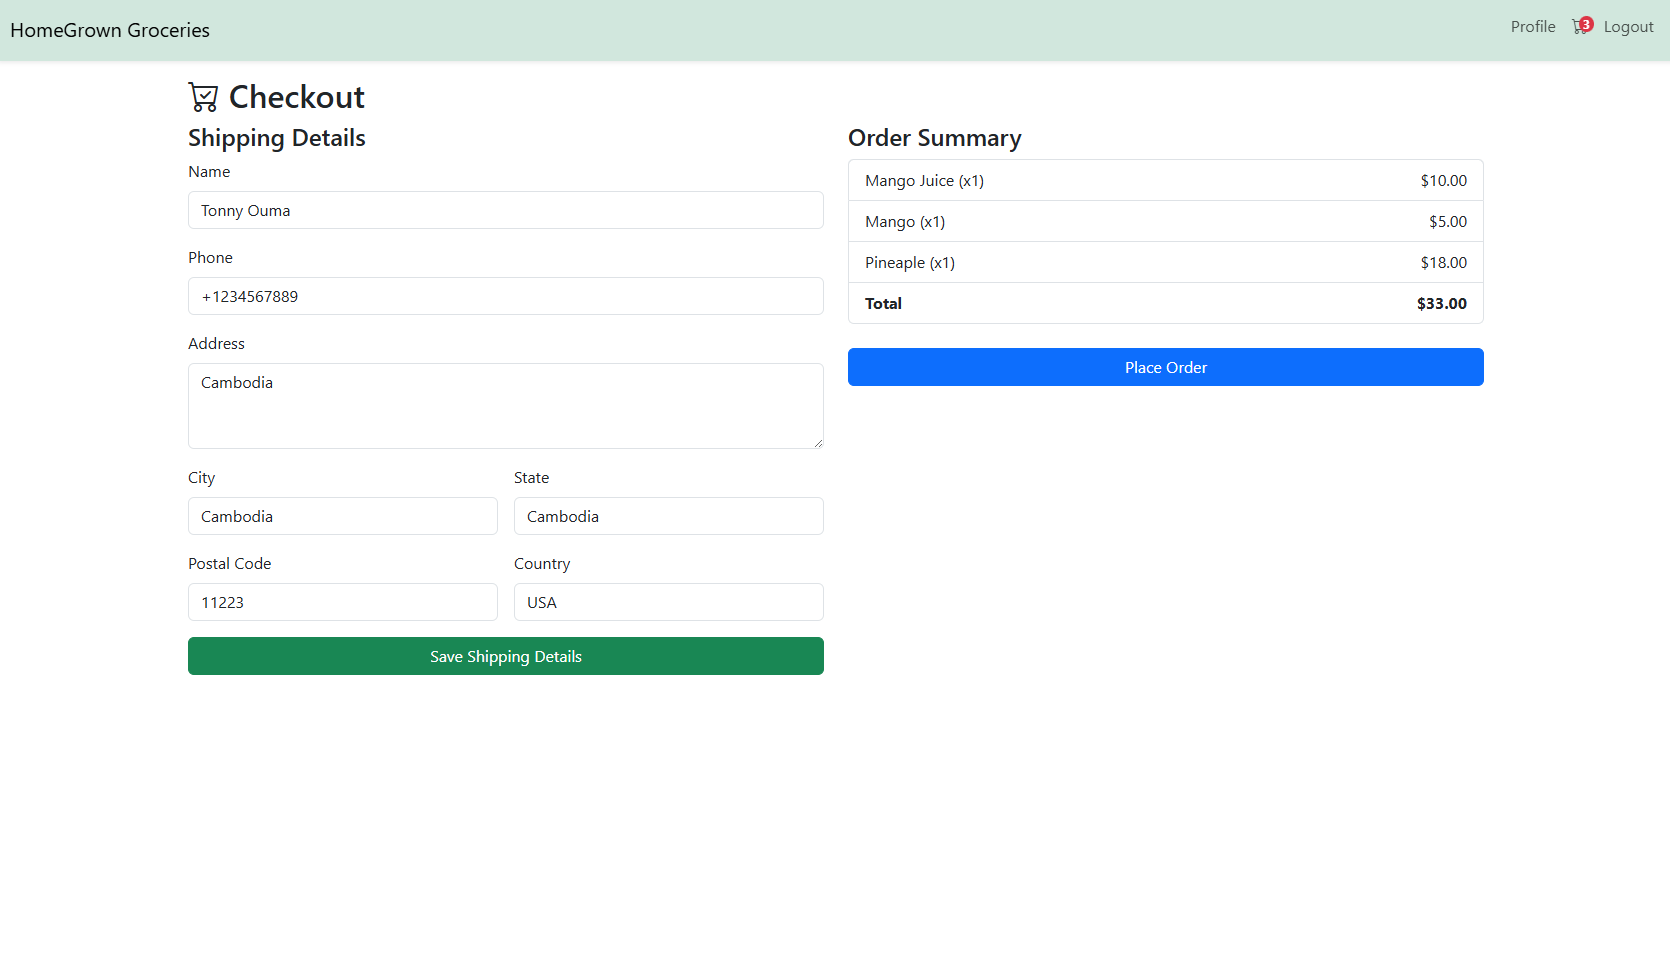 HomeGrown Groceries
Profile 3 Logout
Checkout
Shipping Details
Name
Tonny Ouma
Phone
+1234567889
Address
Cambodia
City State
Cambodia Cambodia
Postal Code Country
11223 USA
Save Shipping Details
Order Summary
Mango Juice (x1) $10.00
Mango (x1) $5.00
Pineaple (x1) $18.00
Total $33.00
Place Order